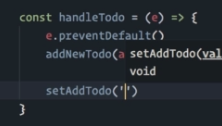 const handleTodo = (e) => {
e.preventDefault()
addNewTodo(a setAddTodo(val
void
setAddTodo('')
}